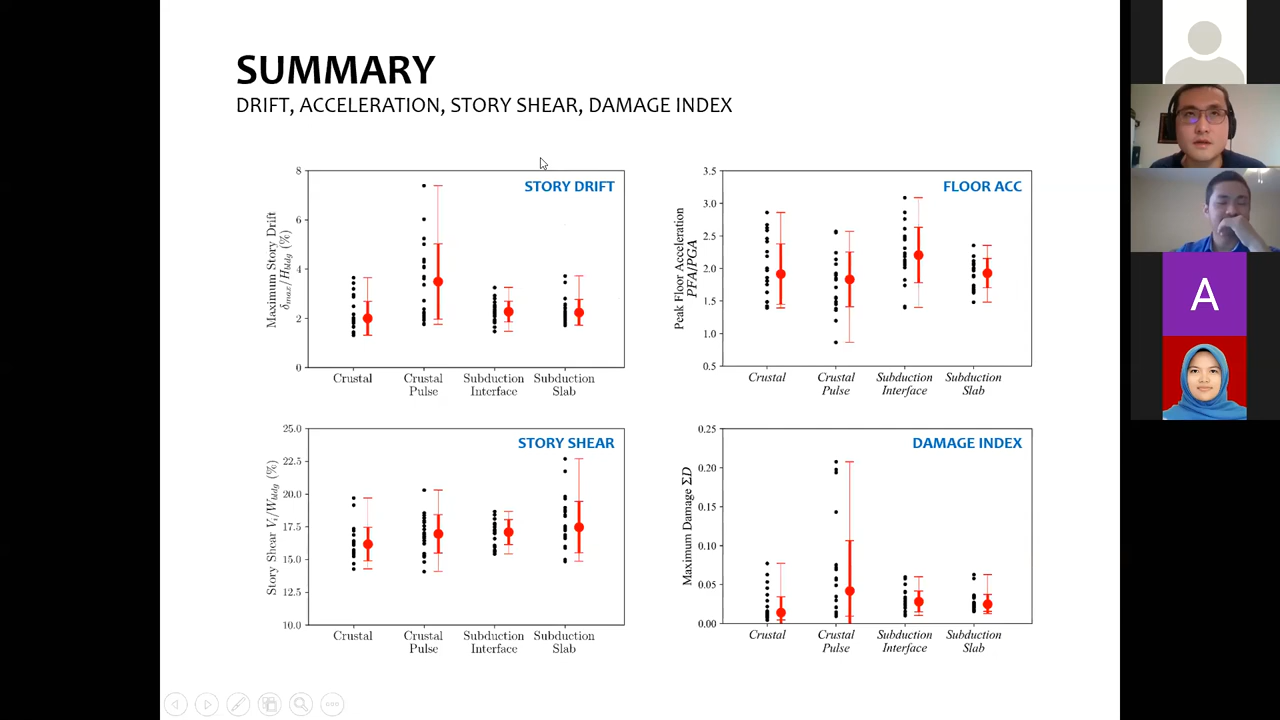 SUMMARY
DRIFT, ACCELERATION, STORY SHEAR, DAMAGE INDEX
STORY DRIFT
8
6
4
2
0
Maximum Story Drift
δmax/Hbldg (%)
Crustal
Crustal
Pulse
Subduction
Interface
Subduction
Slab
FLOOR ACC
3.5
3.0
2.5
2.0
1.5
1.0
0.5
Peak Floor Acceleration
PFA/PGA
Crustal
Crustal
Pulse
Subduction
Interface
Subduction
Slab
STORY SHEAR
25.0
22.5
20.0
17.5
15.0
12.5
10.0
Story Shear Vi/Wbldg (%)
Crustal
Crustal
Pulse
Subduction
Interface
Subduction
Slab
DAMAGE INDEX
0.25
0.20
0.15
0.10
0.05
0.00
Maximum Damage ΣD
Crustal
Crustal
Pulse
Subduction
Interface
Subduction
Slab
A